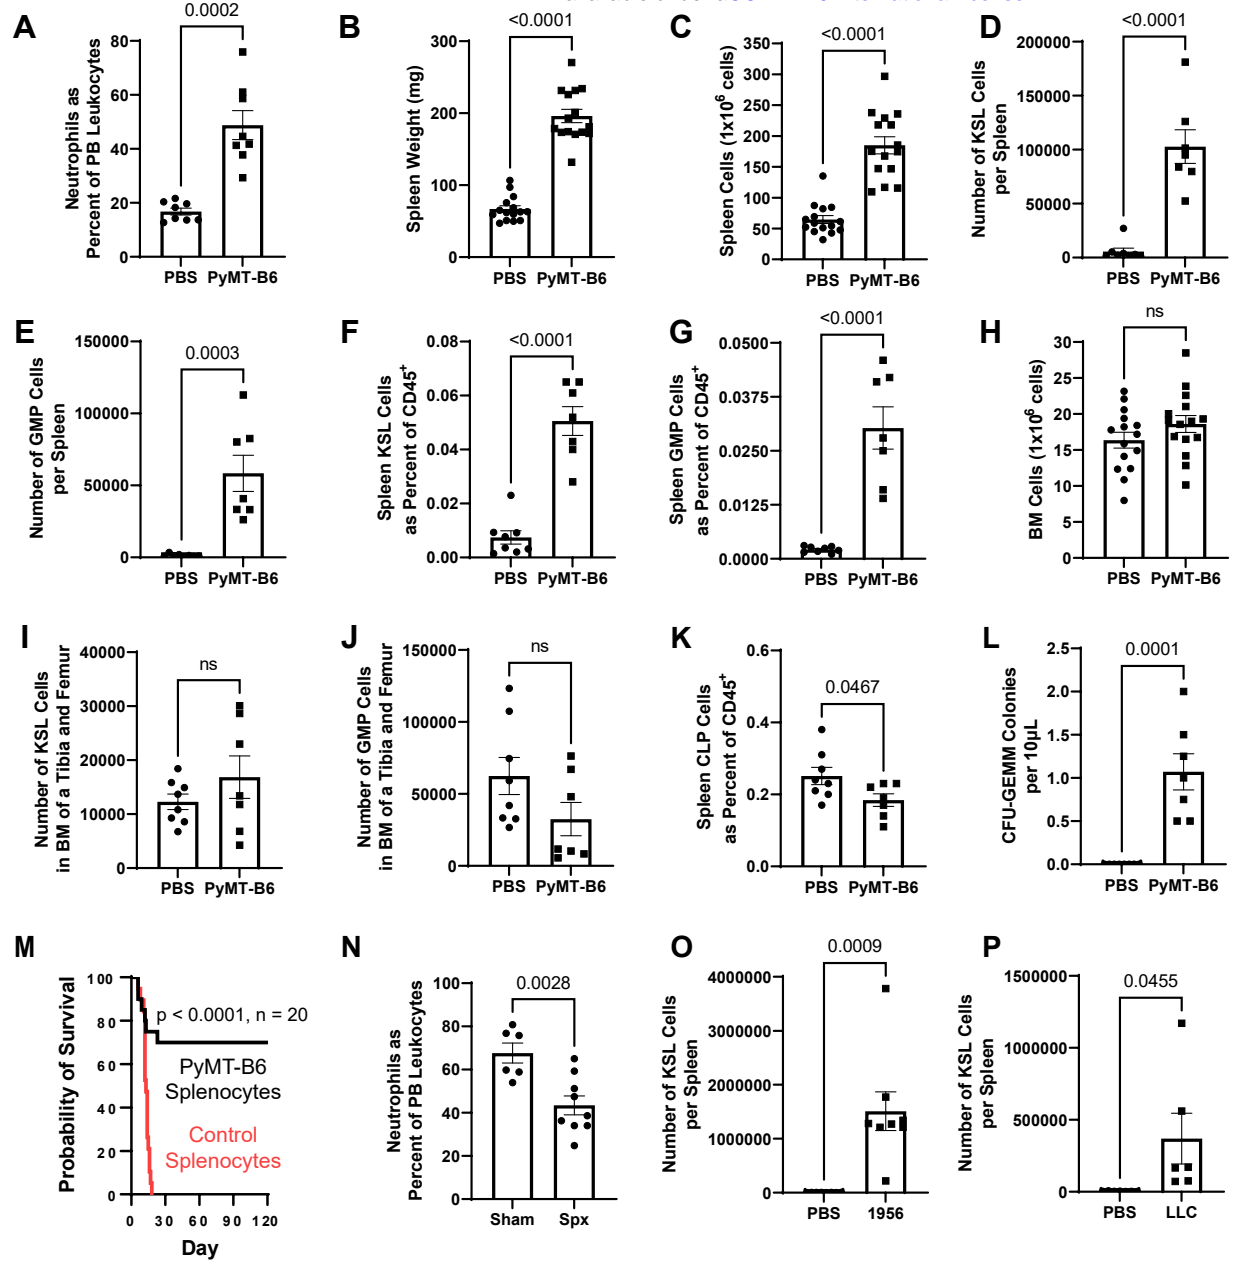 A
0.0002
Neutrophils as
Percent of PB Leukocytes
80
60
40
20
0
PBS PyMT-B6
B
<0.0001
Spleen Weight (mg)
300
200
100
0
PBS PyMT-B6
C
<0.0001
Spleen Cells (1x10⁶ cells)
350
300
250
200
150
100
50
0
PBS PyMT-B6
D
<0.0001
Number of KSL Cells
per Spleen
200000
150000
100000
50000
0
PBS PyMT-B6
E
0.0003
Number of GMP Cells
per Spleen
150000
100000
50000
0
PBS PyMT-B6
F
<0.0001
Spleen KSL Cells
as Percent of CD45⁺
0.08
0.06
0.04
0.02
0.00
PBS PyMT-B6
G
<0.0001
Spleen GMP Cells
as Percent of CD45⁺
0.0500
0.0375
0.0250
0.0125
0.0000
PBS PyMT-B6
H
ns
BM Cells (1x10⁶ cells)
30
25
20
15
10
5
0
PBS PyMT-B6
I
ns
Number of KSL Cells
in BM of a Tibia and Femur
40000
30000
20000
10000
0
PBS PyMT-B6
J
ns
Number of GMP Cells
in BM of a Tibia and Femur
150000
100000
50000
0
PBS PyMT-B6
K
0.0467
Spleen CLP Cells
as Percent of CD45⁺
0.6
0.4
0.2
0.0
PBS PyMT-B6
L
0.0001
CFU-GEMM Colonies
per 10µL
2.5
2.0
1.5
1.0
0.5
0.0
PBS PyMT-B6
M
Probability of Survival
100
80
60
40
20
0
p < 0.0001, n = 20
PyMT-B6
Splenocytes
Control
Splenocytes
0 30 60 90 120
Day
N
0.0028
Neutrophils as
Percent of PB Leukocytes
100
80
60
40
20
0
Sham Spx
O
0.0009
Number of KSL Cells
per Spleen
4000000
3000000
2000000
1000000
0
PBS 1956
P
0.0455
Number of KSL Cells
per Spleen
1500000
1000000
500000
0
PBS LLC